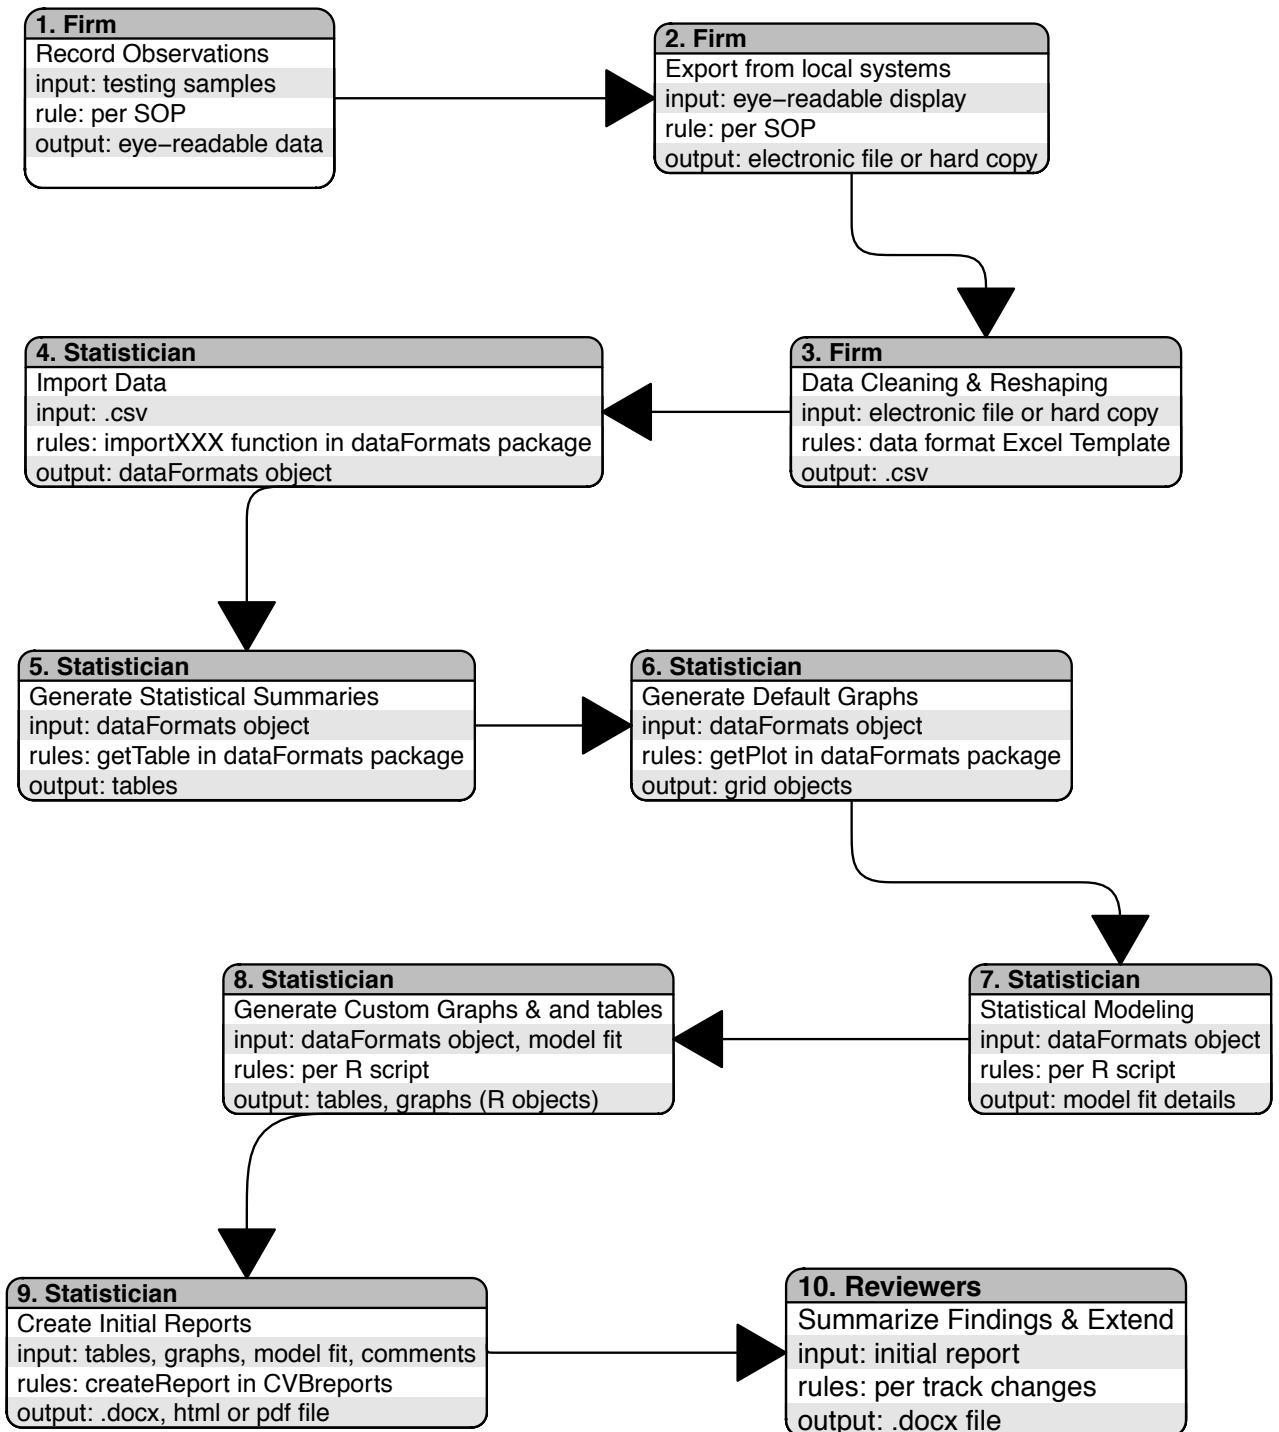 1. Firm
Record Observations
input: testing samples
rule: per SOP
output: eye−readable data
2. Firm
Export from local systems
input: eye−readable display
rule: per SOP
output: electronic file or hard copy
3. Firm
Data Cleaning & Reshaping
input: electronic file or hard copy
rules: data format Excel Template
output: .csv
4. Statistician
Import Data
input: .csv
rules: importXXX function in dataFormats package
output: dataFormats object
5. Statistician
Generate Statistical Summaries
input: dataFormats object
rules: getTable in dataFormats package
output: tables
6. Statistician
Generate Default Graphs
input: dataFormats object
rules: getPlot in dataFormats package
output: grid objects
7. Statistician
Statistical Modeling
input: dataFormats object
rules: per R script
output: model fit details
8. Statistician
Generate Custom Graphs & and tables
input: dataFormats object, model fit
rules: per R script
output: tables, graphs (R objects)
9. Statistician
Create Initial Reports
input: tables, graphs, model fit, comments
rules: createReport in CVBreports
output: .docx, html or pdf file
10. Reviewers
Summarize Findings & Extend
input: initial report
rules: per track changes
output: .docx file